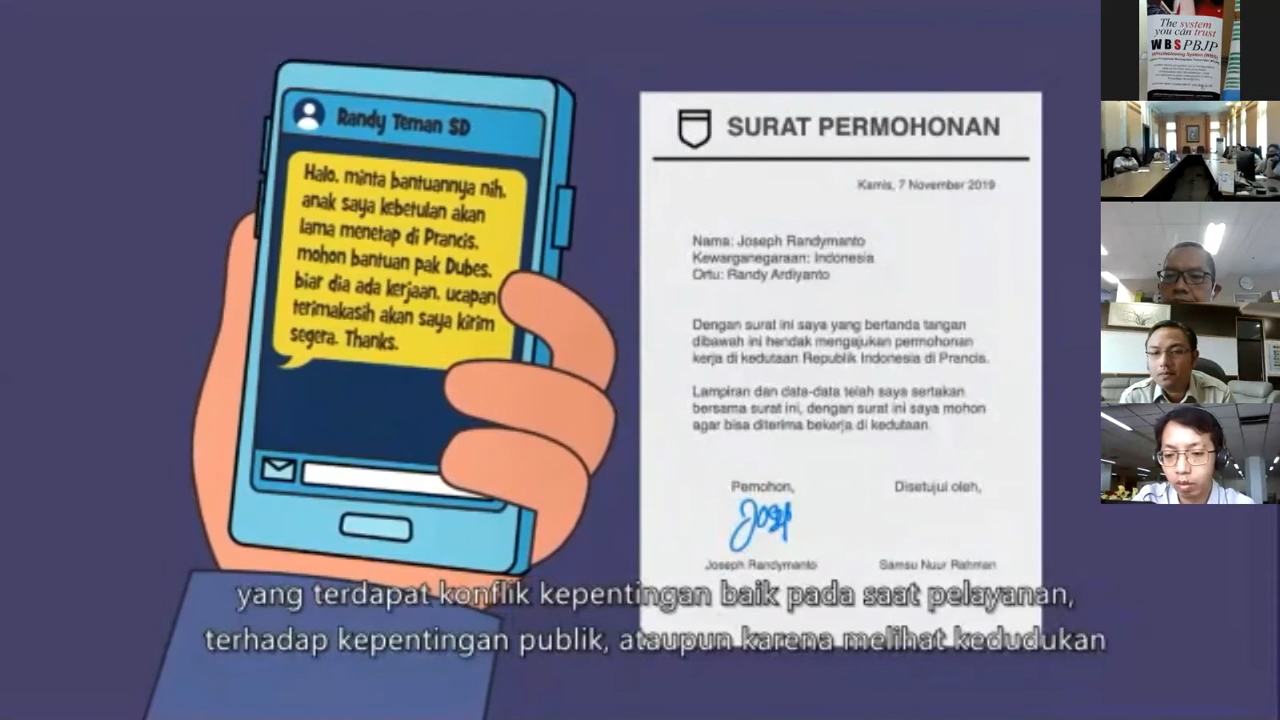 Randy Teman SD
Halo, minta bantuannya nih,
anak saya kebetulan akan
lama menetap di Prancis.
mohon bantuan pak Dubes.
biar dia ada kerjaan. ucapan
terimakasih akan saya kirim
segera. Thanks.
SURAT PERMOHONAN
Kamis, 7 November 2019
Nama: Joseph Randymanto
Kewarganegaraan: Indonesia
Ortu: Randy Ardiyanto
Dengan surat ini saya yang bertanda tangan
dibawah ini hendak mengajukan permohonan
kerja di kedutaan Republik Indonesia di Prancis.
Lampiran dan data-data telah saya sertakan
bersama surat ini, dengan surat ini saya mohon
agar bisa diterima bekerja di kedutaan.
Pemohon,
Disetujui oleh,
Joseph Randymanto
Samsu Nuur Rahman
yang terdapat konflik kepentingan baik pada saat pelayanan,
terhadap kepentingan publik, ataupun karena melihat kedudukan
The system
you can trust
WBS PBJP